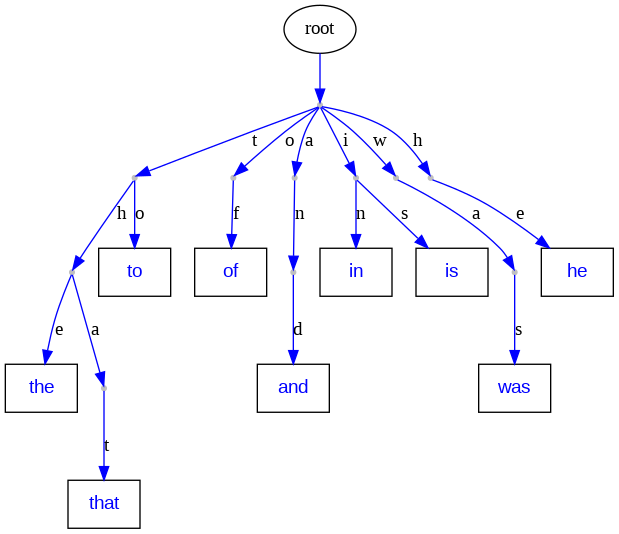 root
t o a i w h
h o f n n s a e
to of in is he
e a d s
the and was
t
that